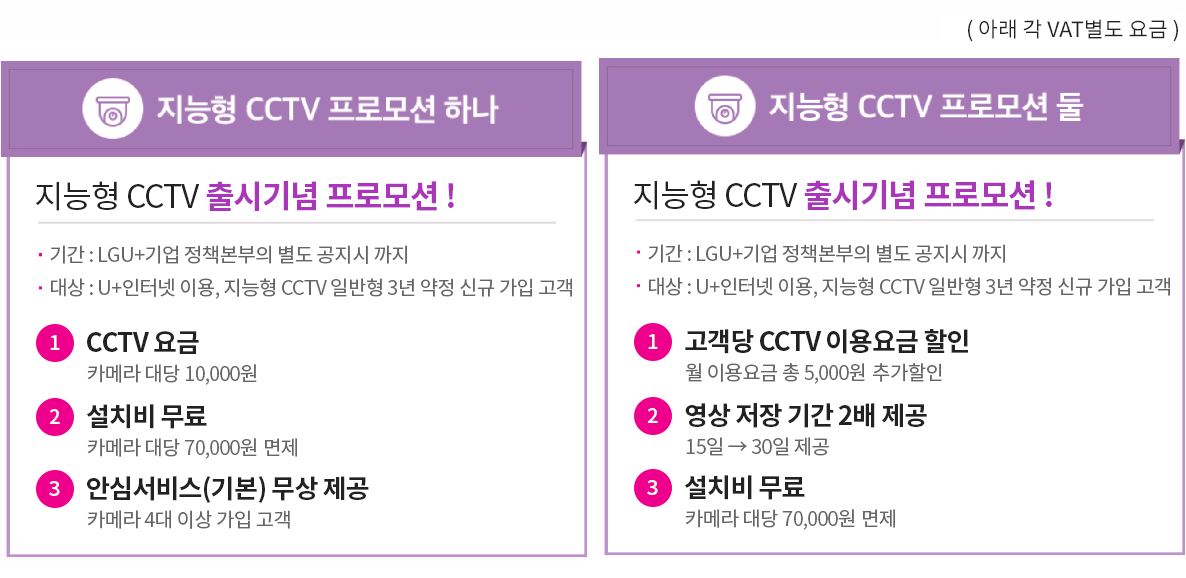 ( 아래 각 VAT별도 요금 )
지능형 CCTV 프로모션 하나
지능형 CCTV 출시기념 프로모션 !
· 기간 : LGU+기업 정책본부의 별도 공지시 까지
· 대상 : U+인터넷 이용, 지능형 CCTV 일반형 3년 약정 신규 가입 고객
1 CCTV 요금
카메라 대당 10,000원
2 설치비 무료
카메라 대당 70,000원 면제
3 안심서비스(기본) 무상 제공
카메라 4대 이상 가입 고객
지능형 CCTV 프로모션 둘
지능형 CCTV 출시기념 프로모션 !
· 기간 : LGU+기업 정책본부의 별도 공지시 까지
· 대상 : U+인터넷 이용, 지능형 CCTV 일반형 3년 약정 신규 가입 고객
1 고객당 CCTV 이용요금 할인
월 이용요금 총 5,000원 추가할인
2 영상 저장 기간 2배 제공
15일 → 30일 제공
3 설치비 무료
카메라 대당 70,000원 면제